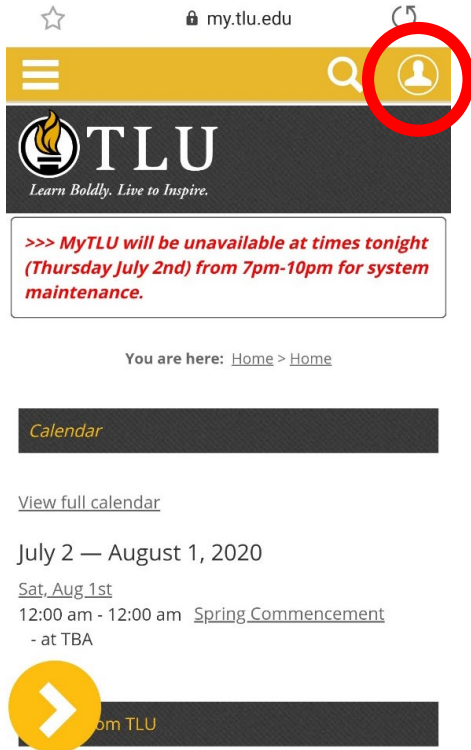 my.tlu.edu
TLU
Learn Boldly. Live to Inspire.
>>> MyTLU will be unavailable at times tonight
(Thursday July 2nd) from 7pm-10pm for system
maintenance.
You are here: Home > Home
Calendar
View full calendar
July 2 — August 1, 2020
Sat, Aug 1st
12:00 am - 12:00 am Spring Commencement
- at TBA
om TLU